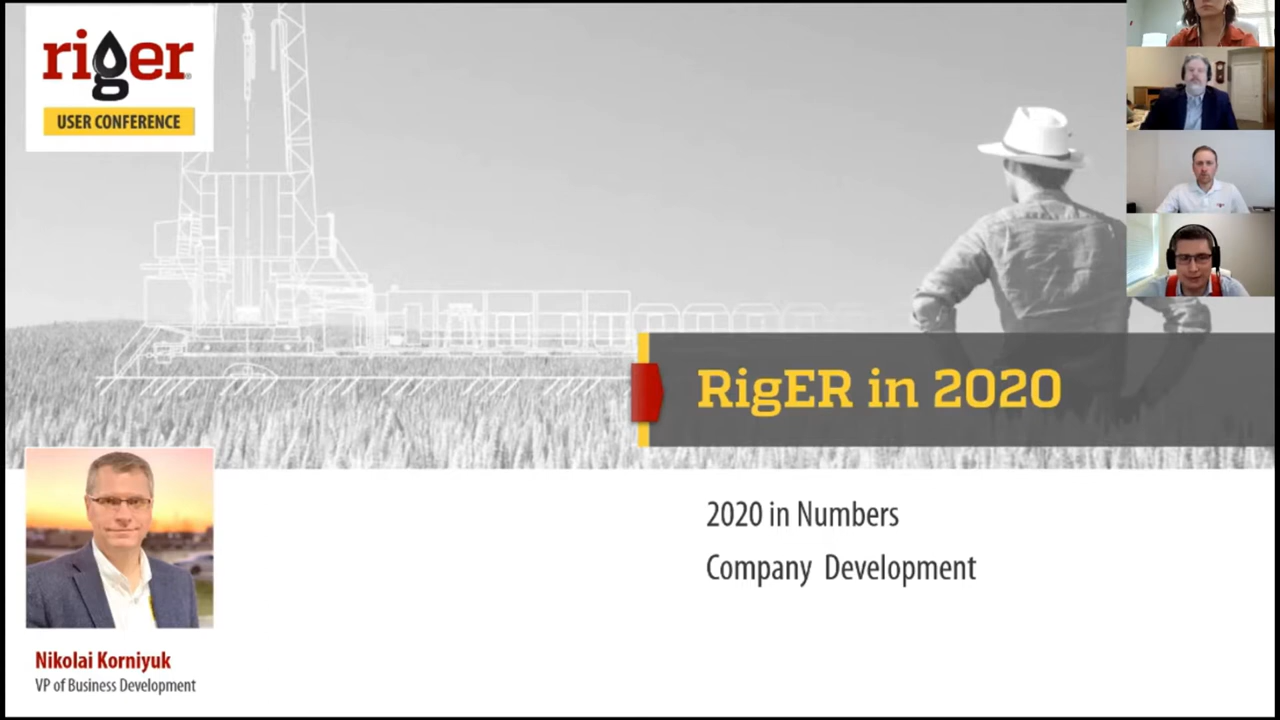 riger
USER CONFERENCE
RigER in 2020
2020 in Numbers
Company Development
Nikolai Korniyuk
VP of Business Development